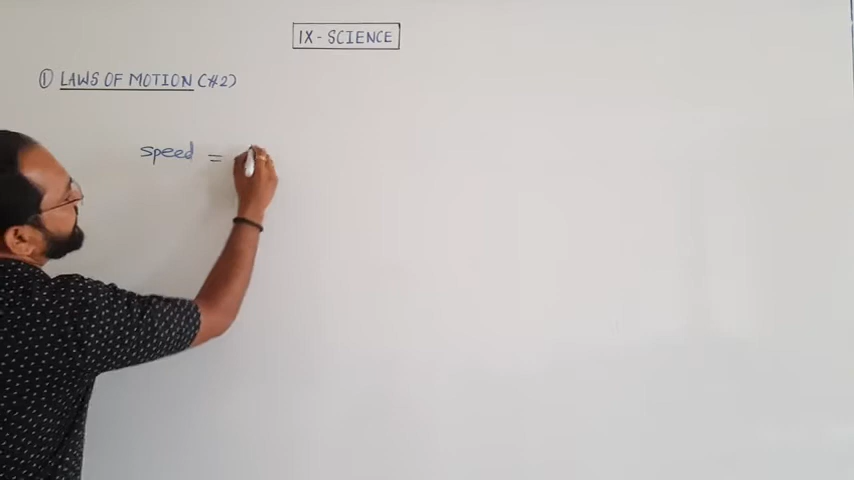 IX - SCIENCE
① LAWS OF MOTION (#2)
speed =